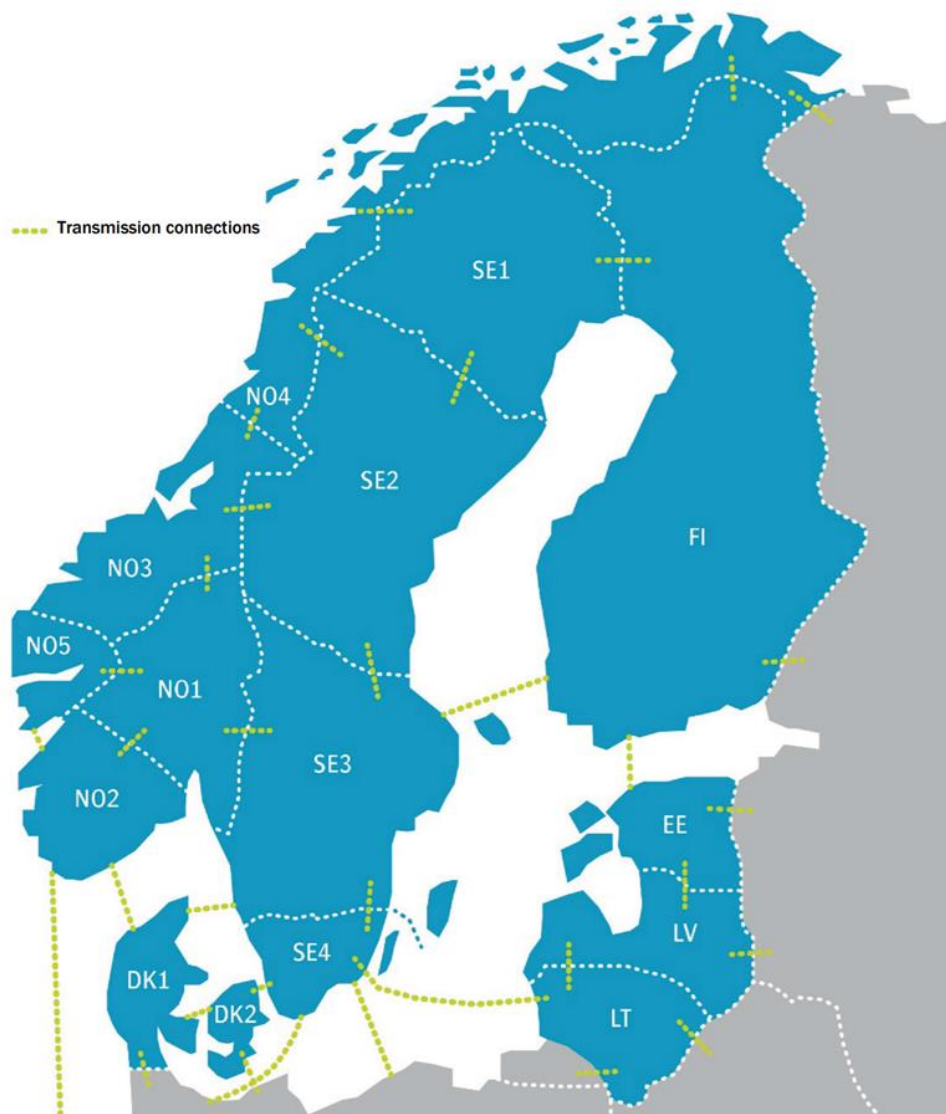 Transmission connections
SE1
NO4
SE2
FI
NO3
NO5
NO1
SE3
NO2
EE
LV
SE4
DK1
DK2
LT